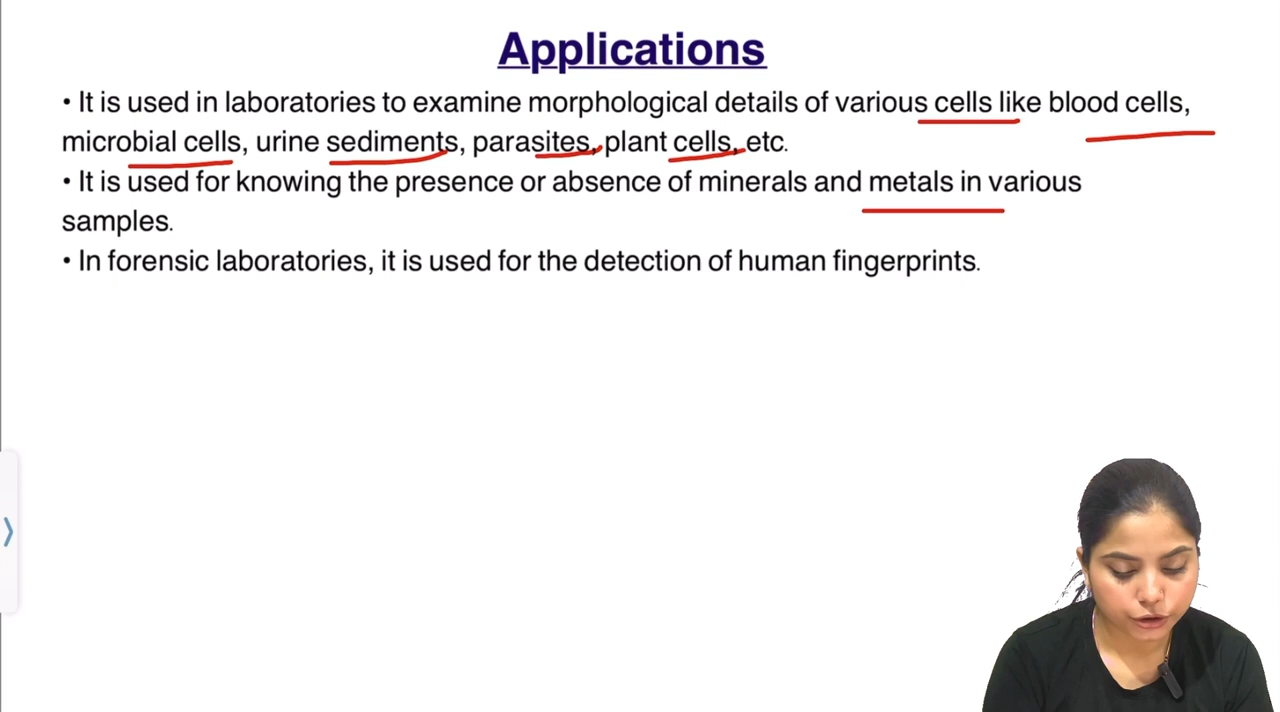 Applications
• It is used in laboratories to examine morphological details of various cells like blood cells,
microbial cells, urine sediments, parasites, plant cells, etc.
• It is used for knowing the presence or absence of minerals and metals in various
samples.
• In forensic laboratories, it is used for the detection of human fingerprints.